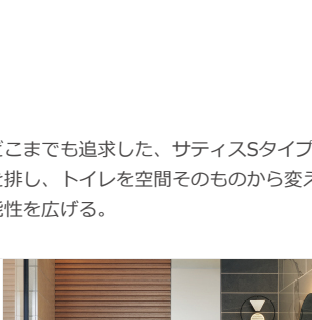 どこまでも追求した、サティスSタイプ
を排し、トイレを空間そのものから変え
能性を広げる。